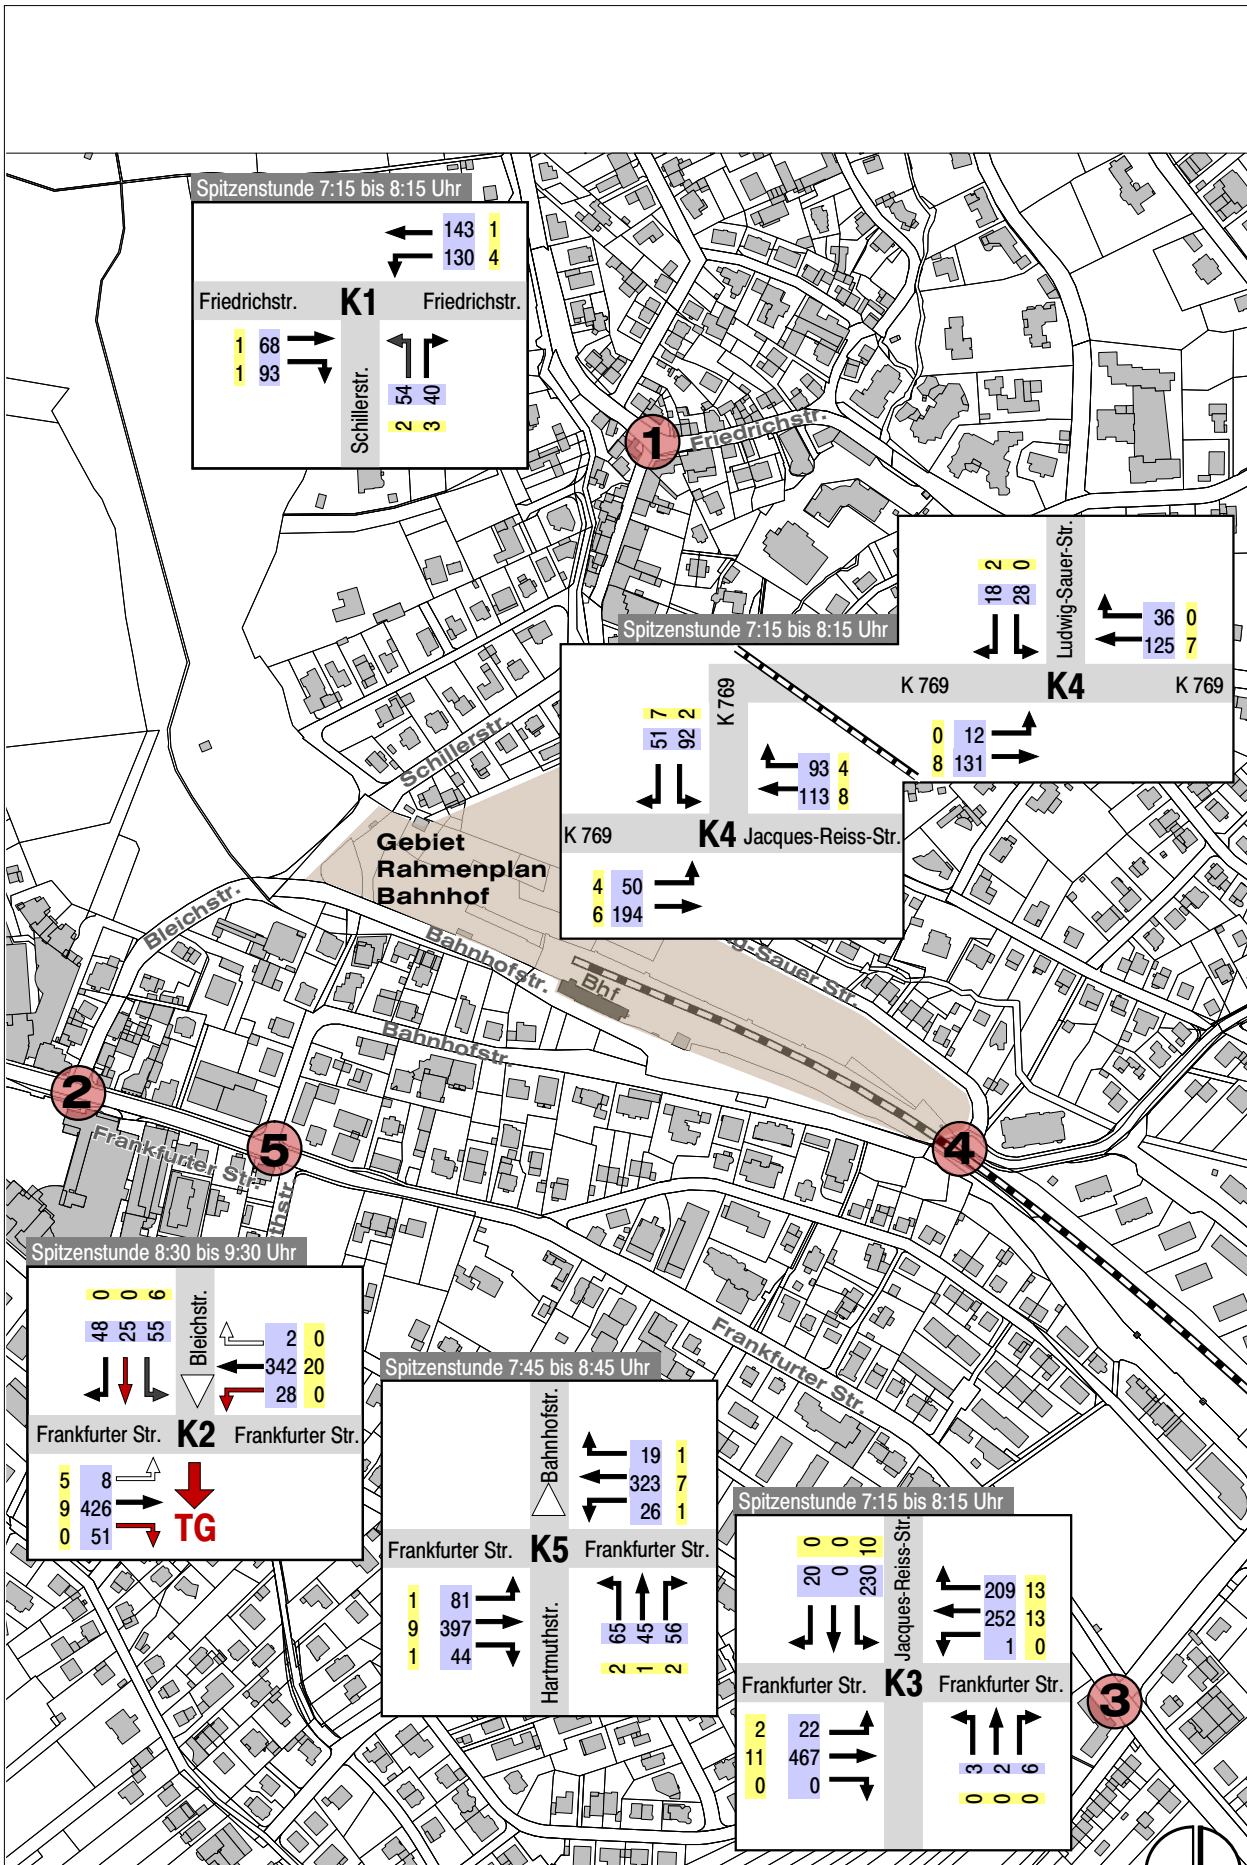 Spitzenstunde 7:15 bis 8:15 Uhr
143 1
130 4
Friedrichstr. K1 Friedrichstr.
1 68
1 93
Schillerstr.
54 40
2 3
1
Friedrichstr.
Ludwig-Sauer-Str.
2 0
18 28
36 0
125 7
K 769 K4 K 769
0 12
8 131
Spitzenstunde 7:15 bis 8:15 Uhr
K 769
7 2
51 92
93 4
113 8
K 769 K4 Jacques-Reiss-Str.
4 50
6 194
Schillerstr.
Gebiet
Rahmenplan
Bahnhof
Bleichstr.
Bahnhofstr.
g-Sauer Str.
Bhf
Bahnhofstr.
2
5
4
Frankfurter Str.
thstr.
Frankfurter Str.
Spitzenstunde 8:30 bis 9:30 Uhr
0 0 6
48 25 55
Bleichstr.
2 0
342 20
28 0
Frankfurter Str. K2 Frankfurter Str.
5 8
9 426
0 51
TG
Spitzenstunde 7:45 bis 8:45 Uhr
Bahnhofstr.
19 1
323 7
26 1
Frankfurter Str. K5 Frankfurter Str.
1 81
9 397
1 44
Hartmuthstr.
65 45 56
2 1 2
Spitzenstunde 7:15 bis 8:15 Uhr
0 0 10
20 0 230
Jacques-Reiss-Str.
209 13
252 13
1 0
Frankfurter Str. K3 Frankfurter Str.
2 22
11 467
0 0
3 2 6
0 0 0
3